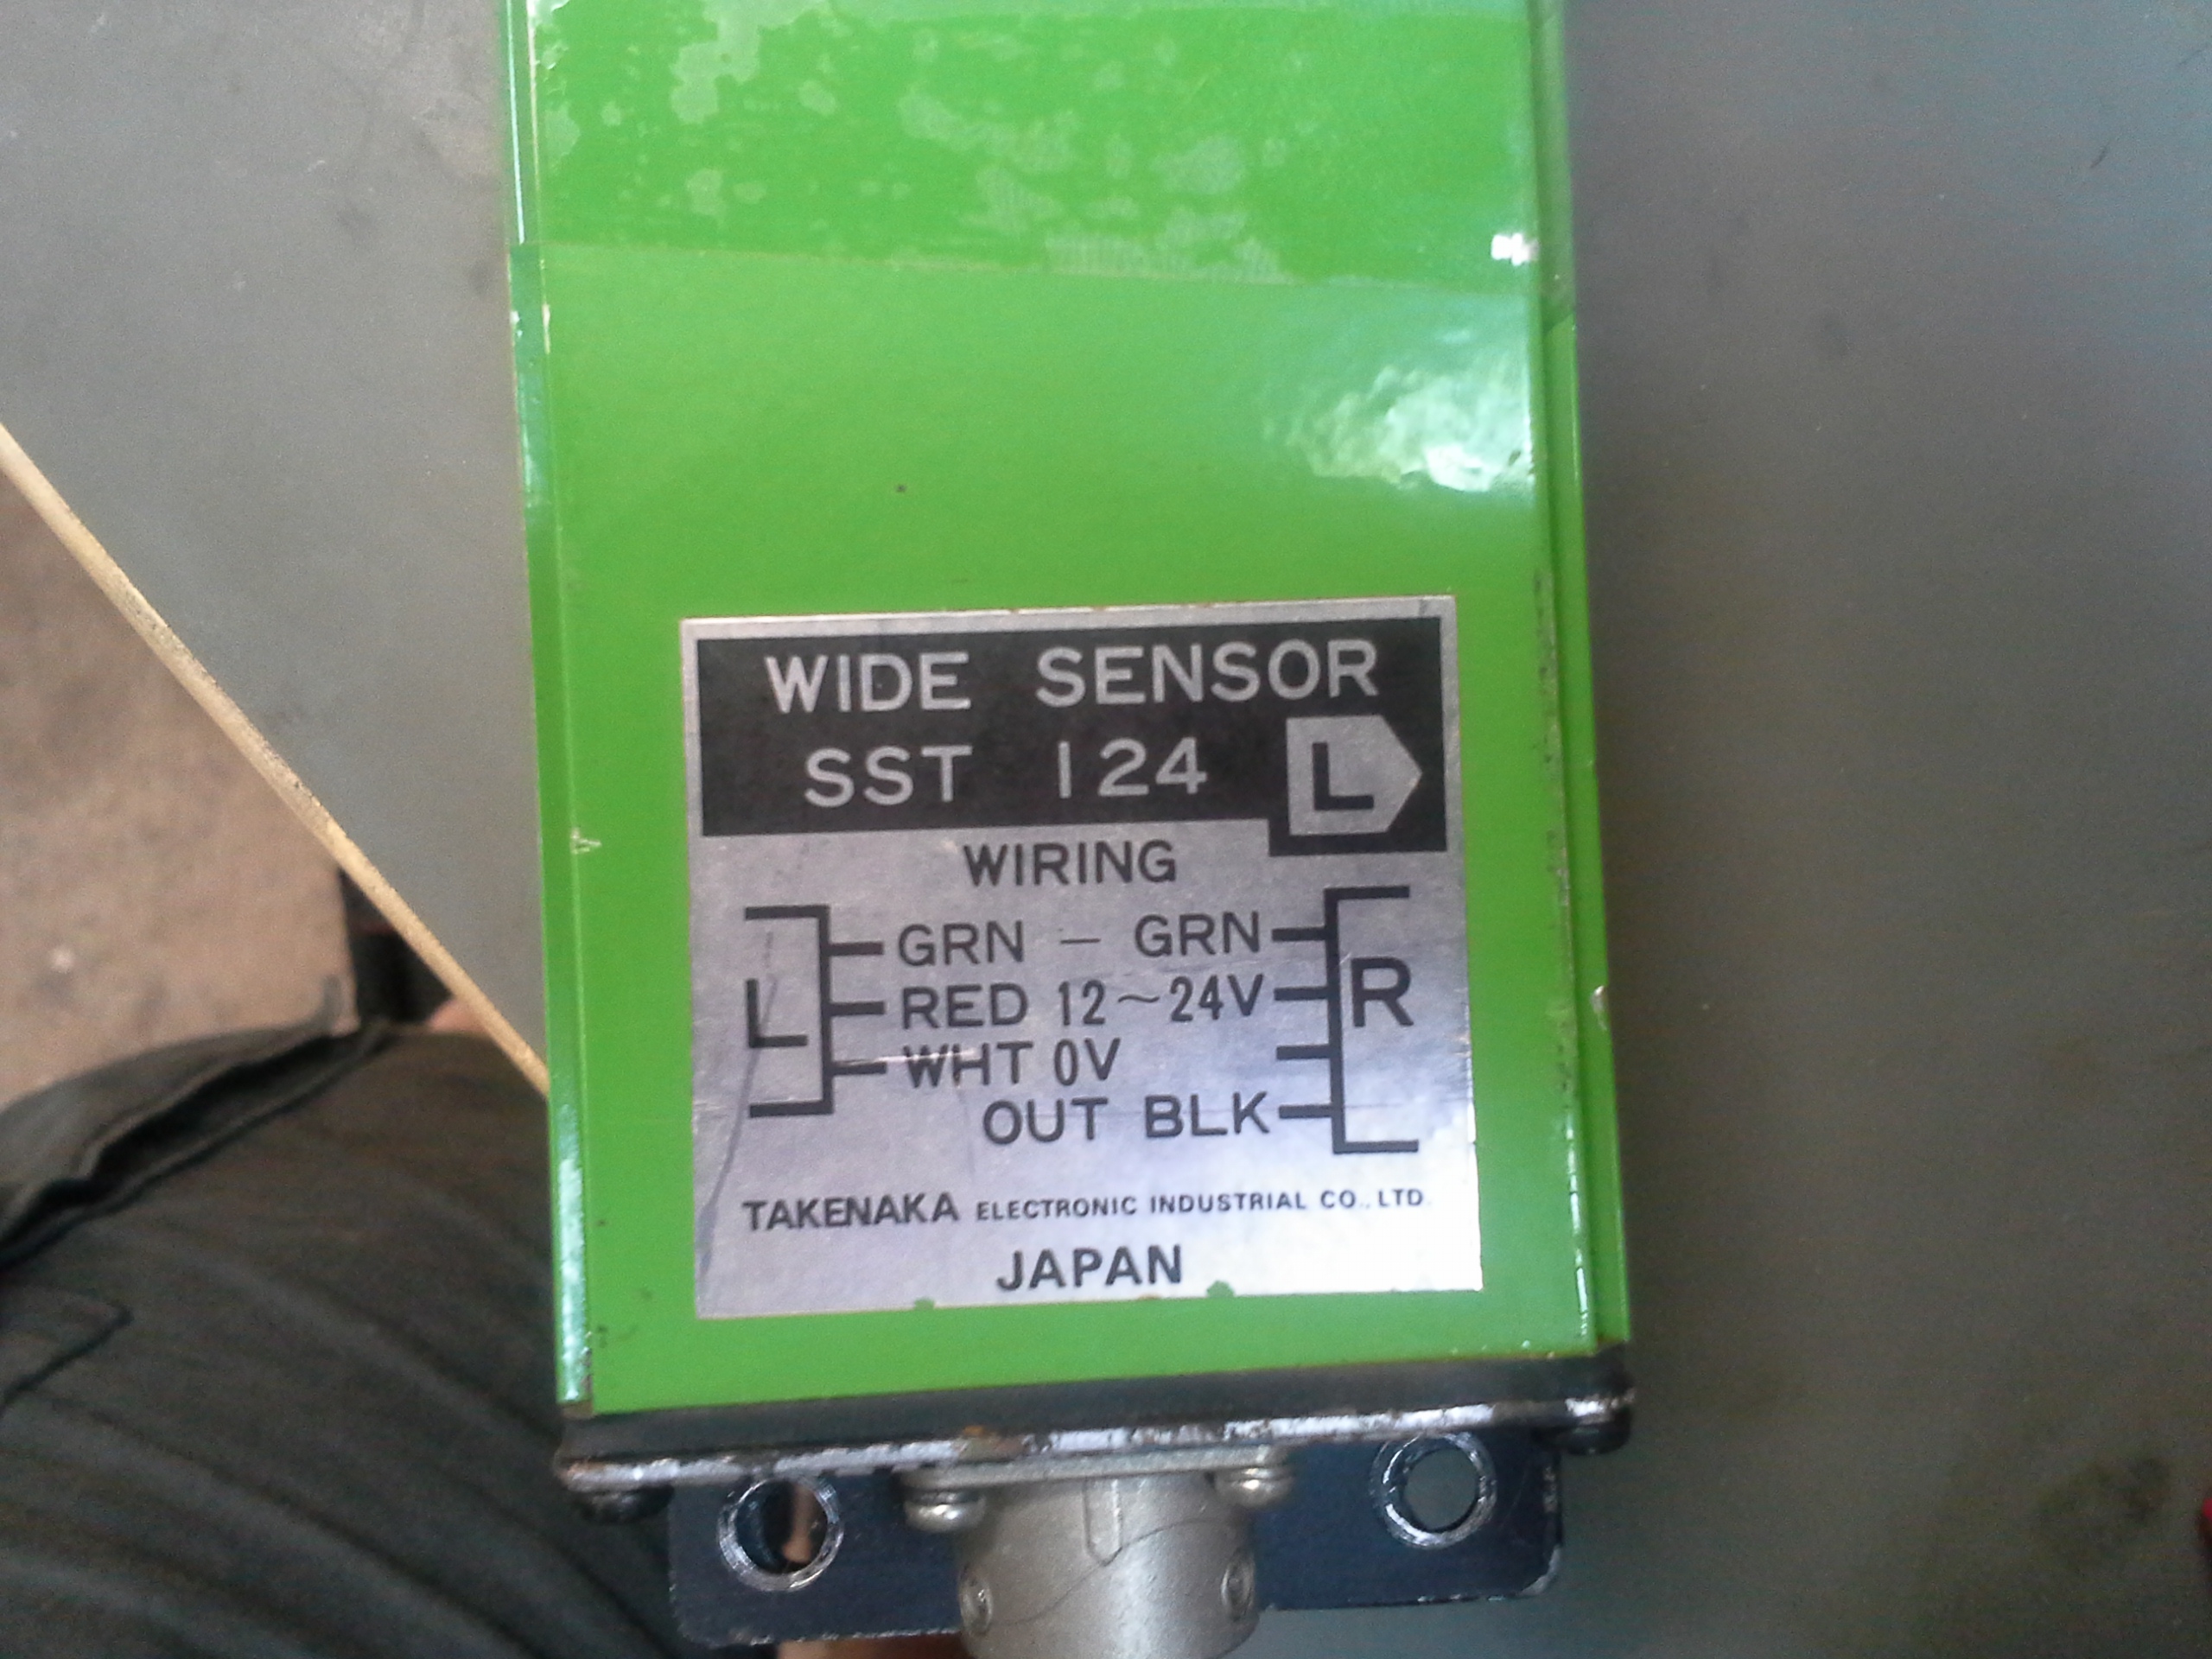 WIDE SENSOR
SST 124 L
WIRING
GRN - GRN
L RED 12~24V R
WHT 0V
OUT BLK
TAKENAKA ELECTRONIC INDUSTRIAL CO., LTD.
JAPAN